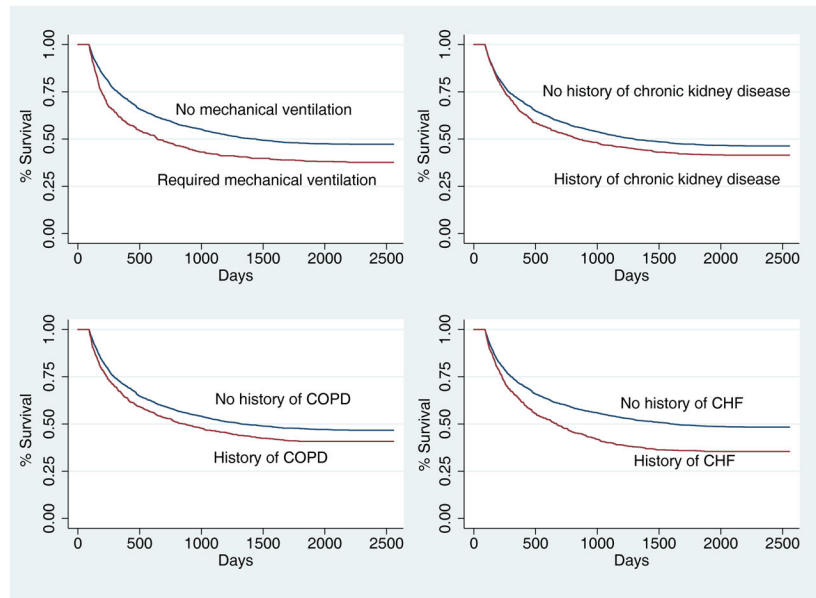 1.00
0.75
0.50
0.25
0.00
% Survival
No mechanical ventilation
Required mechanical ventilation
0 500 1000 1500 2000 2500
Days
1.00
0.75
0.50
0.25
0.00
% Survival
No history of chronic kidney disease
History of chronic kidney disease
0 500 1000 1500 2000 2500
Days
1.00
0.75
0.50
0.25
0.00
% Survival
No history of COPD
History of COPD
0 500 1000 1500 2000 2500
Days
1.00
0.75
0.50
0.25
0.00
% Survival
No history of CHF
History of CHF
0 500 1000 1500 2000 2500
Days